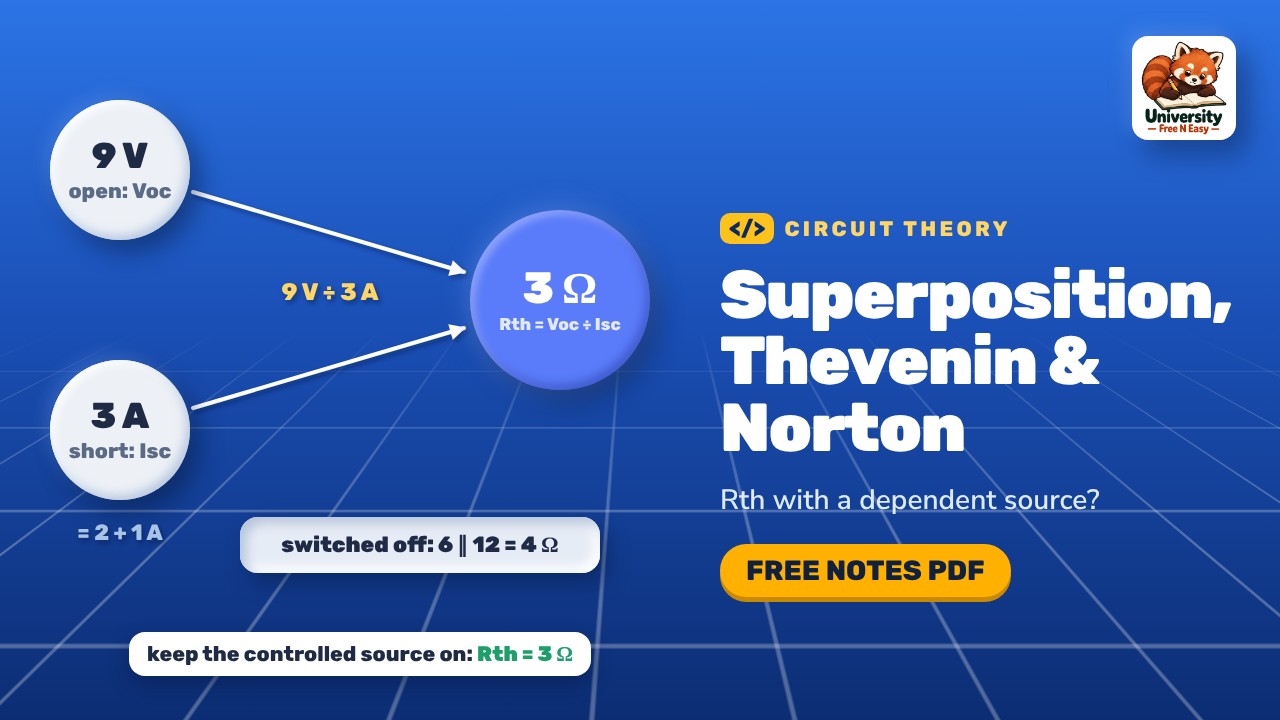 9 V
open: Voc
9 V ÷ 3 A
3 Ω
Rth = Voc ÷ Isc
3 A
short: Isc
= 2 + 1 A
switched off: 6 ∥ 12 = 4 Ω
keep the controlled source on: Rth = 3 Ω
University
Free N Easy
</> CIRCUIT THEORY
Superposition,
Thevenin &
Norton
Rth with a dependent source?
FREE NOTES PDF